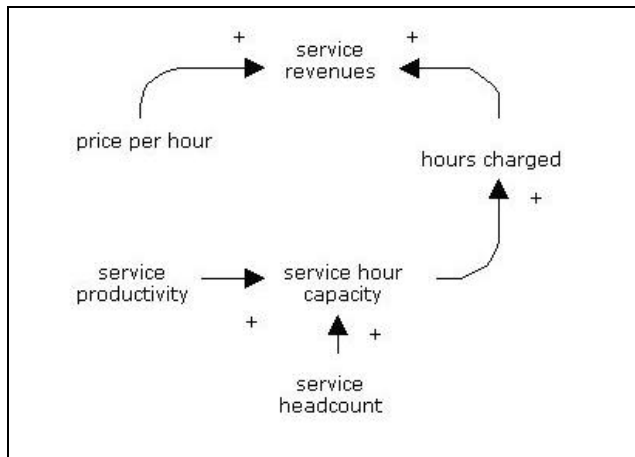 + service +
revenues
price per hour
hours charged
+
service
productivity
service hour
capacity
+
+
service
headcount